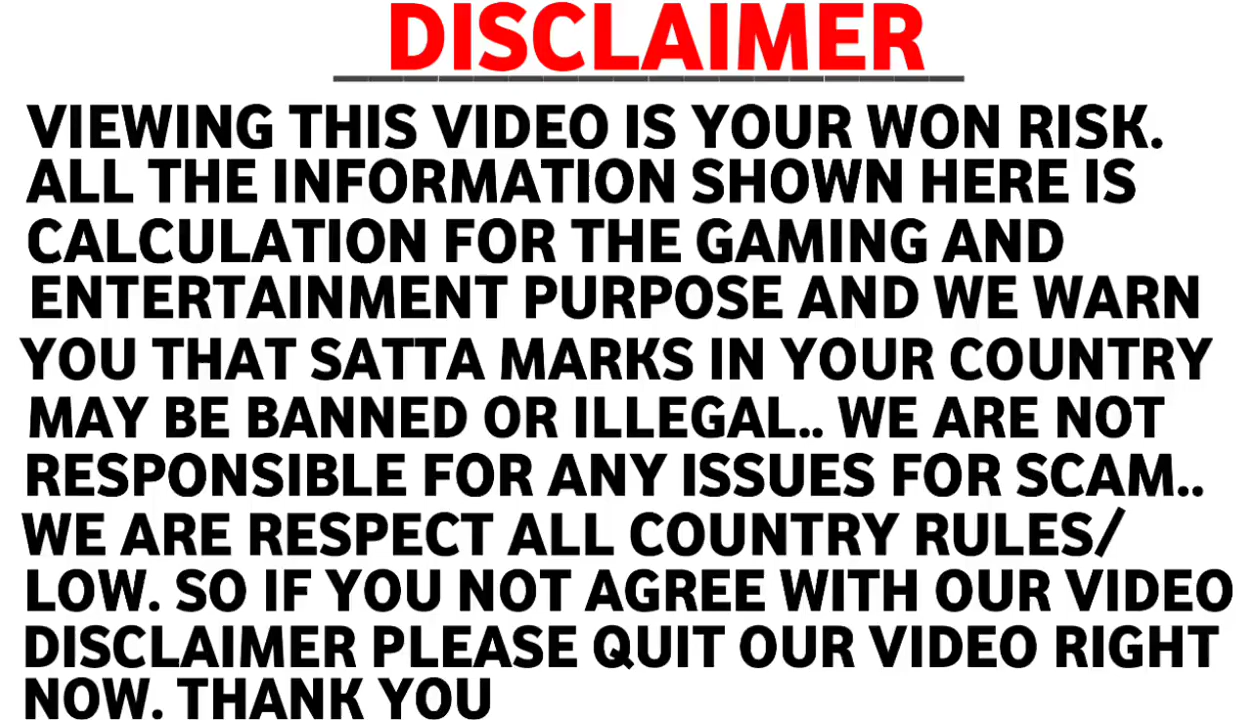 DISCLAIMER
VIEWING THIS VIDEO IS YOUR WON RISK.
ALL THE INFORMATION SHOWN HERE IS
CALCULATION FOR THE GAMING AND
ENTERTAINMENT PURPOSE AND WE WARN
YOU THAT SATTA MARKS IN YOUR COUNTRY
MAY BE BANNED OR ILLEGAL.. WE ARE NOT
RESPONSIBLE FOR ANY ISSUES FOR SCAM..
WE ARE RESPECT ALL COUNTRY RULES/
LOW. SO IF YOU NOT AGREE WITH OUR VIDEO
DISCLAIMER PLEASE QUIT OUR VIDEO RIGHT
NOW. THANK YOU